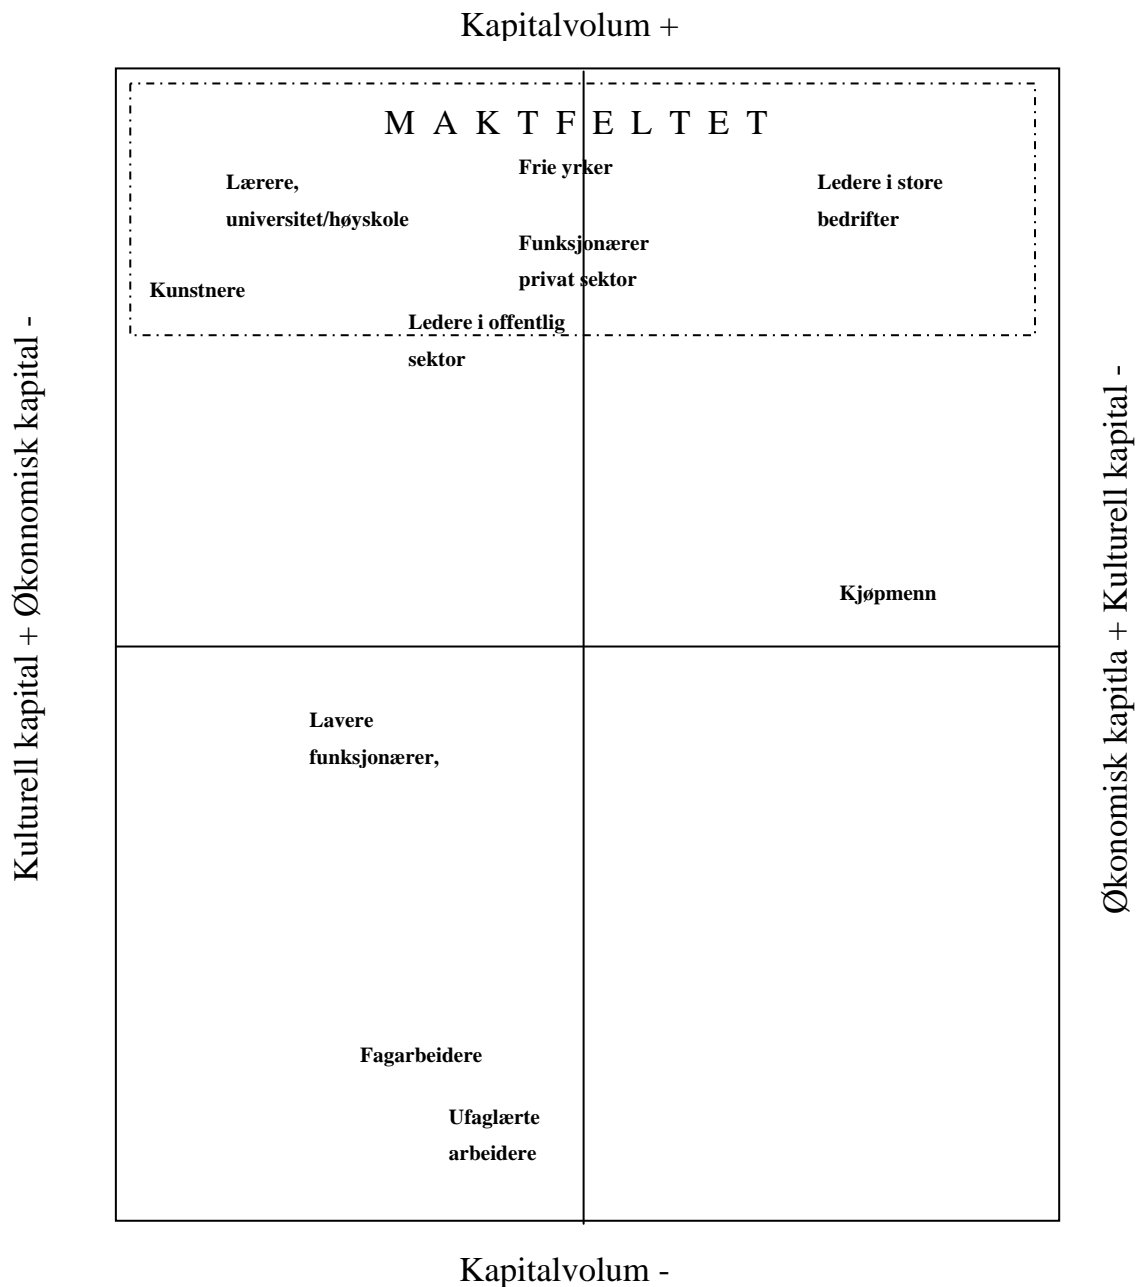 Kapitalvolum +
M A K T F E L T E T
Frie yrker
Lærere,
universitet/høyskole
Ledere i store
bedrifter
Funksjonærer
privat sektor
Kunstnere
Ledere i offentlig
sektor
Kulturell kapital + Økonnomisk kapital -
Økonomisk kapitla + Kulturell kapital -
Kjøpmenn
Lavere
funksjonærer,
Fagarbeidere
Ufaglærte
arbeidere
Kapitalvolum -